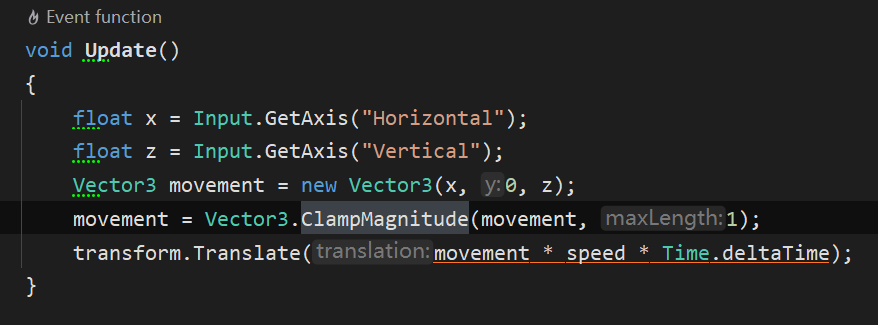 Event function
void Update()
{
float x = Input.GetAxis("Horizontal");
float z = Input.GetAxis("Vertical");
Vector3 movement = new Vector3(x, y:0, z);
movement = Vector3.ClampMagnitude(movement, maxLength:1);
transform.Translate(translation:movement * speed * Time.deltaTime);
}